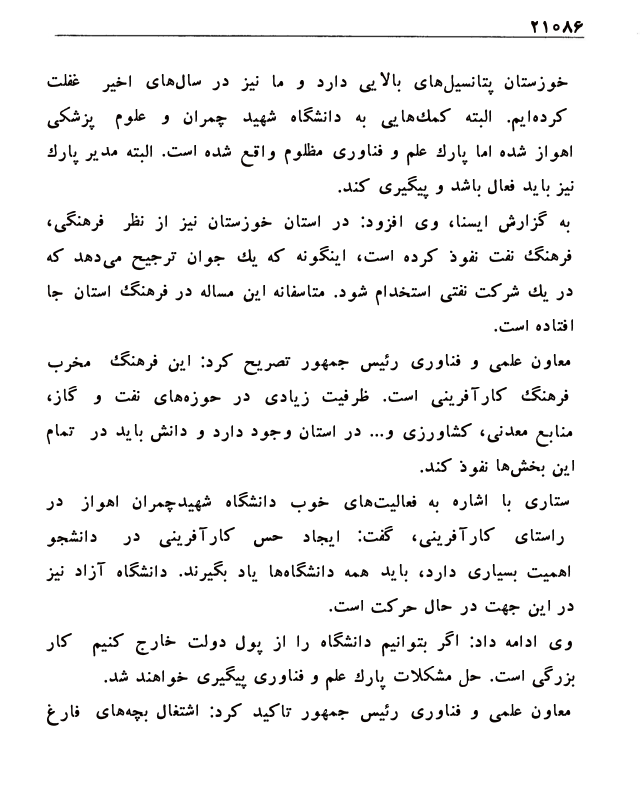 ۲۱۰۸۶
خوزستان پتانسیل‌های بالایی دارد و ما نیز در سال‌های اخیر غفلت
کرده‌ایم. البته کمك‌هایی به دانشگاه شهید چمران و علوم پزشکی
اهواز شده اما پارك علم و فناوری مظلوم واقع شده است. البته مدیر پارك
نیز باید فعال باشد و پیگیری کند.
به گزارش ایسنا، وی افزود: در استان خوزستان نیز از نظر فرهنگی،
فرهنگ نفت نفوذ کرده است، اینگونه که یك جوان ترجیح می‌دهد که
در یك شرکت نفتی استخدام شود. متاسفانه این مساله در فرهنگ استان جا
افتاده است.
معاون علمی و فناوری رئیس جمهور تصریح کرد: این فرهنگ مخرب
فرهنگ کارآفرینی است. ظرفیت زیادی در حوزه‌های نفت و گاز،
منابع معدنی، کشاورزی و... در استان وجود دارد و دانش باید در تمام
این بخش‌ها نفوذ کند.
ستاری با اشاره به فعالیت‌های خوب دانشگاه شهیدچمران اهواز در
راستای کارآفرینی، گفت: ایجاد حس کارآفرینی در دانشجو
اهمیت بسیاری دارد، باید همه دانشگاه‌ها یاد بگیرند. دانشگاه آزاد نیز
در این جهت در حال حرکت است.
وی ادامه داد: اگر بتوانیم دانشگاه را از پول دولت خارج کنیم کار
بزرگی است. حل مشکلات پارك علم و فناوری پیگیری خواهند شد.
معاون علمی و فناوری رئیس جمهور تاکید کرد: اشتغال بچه‌های فارغ